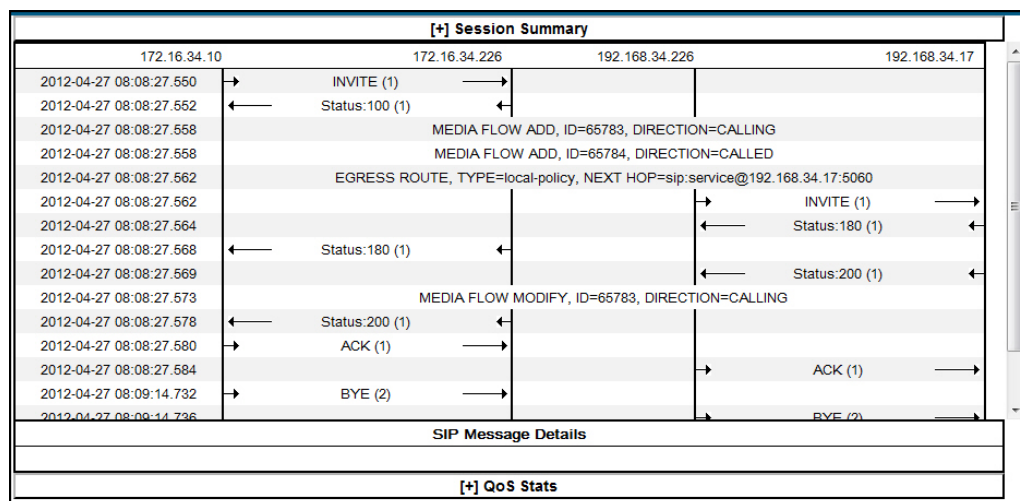 [+] Session Summary
172.16.34.10 172.16.34.226 192.168.34.226 192.168.34.17
2012-04-27 08:08:27.550 INVITE (1)
2012-04-27 08:08:27.552 Status:100 (1)
2012-04-27 08:08:27.558 MEDIA FLOW ADD, ID=65783, DIRECTION=CALLING
2012-04-27 08:08:27.558 MEDIA FLOW ADD, ID=65784, DIRECTION=CALLED
2012-04-27 08:08:27.562 EGRESS ROUTE, TYPE=local-policy, NEXT HOP=sip:service@192.168.34.17:5060
2012-04-27 08:08:27.562 INVITE (1)
2012-04-27 08:08:27.564 Status:180 (1)
2012-04-27 08:08:27.568 Status:180 (1)
2012-04-27 08:08:27.569 Status:200 (1)
2012-04-27 08:08:27.573 MEDIA FLOW MODIFY, ID=65783, DIRECTION=CALLING
2012-04-27 08:08:27.578 Status:200 (1)
2012-04-27 08:08:27.580 ACK (1)
2012-04-27 08:08:27.584 ACK (1)
2012-04-27 08:09:14.732 BYE (2)
2012-04-27 08:09:14.736 BYE (2)
SIP Message Details
[+] QoS Stats